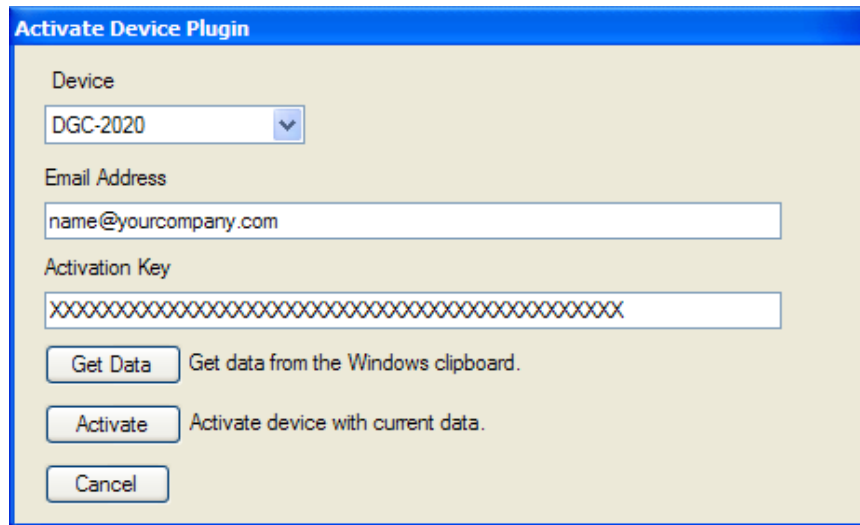 Activate Device Plugin
Device
DGC-2020
Email Address
name@yourcompany.com
Activation Key
XXXXXXXXXXXXXXXXXXXXXXXXXXXXXXXXXXXXXXXXXXXX
Get Data Get data from the Windows clipboard.
Activate Activate device with current data.
Cancel